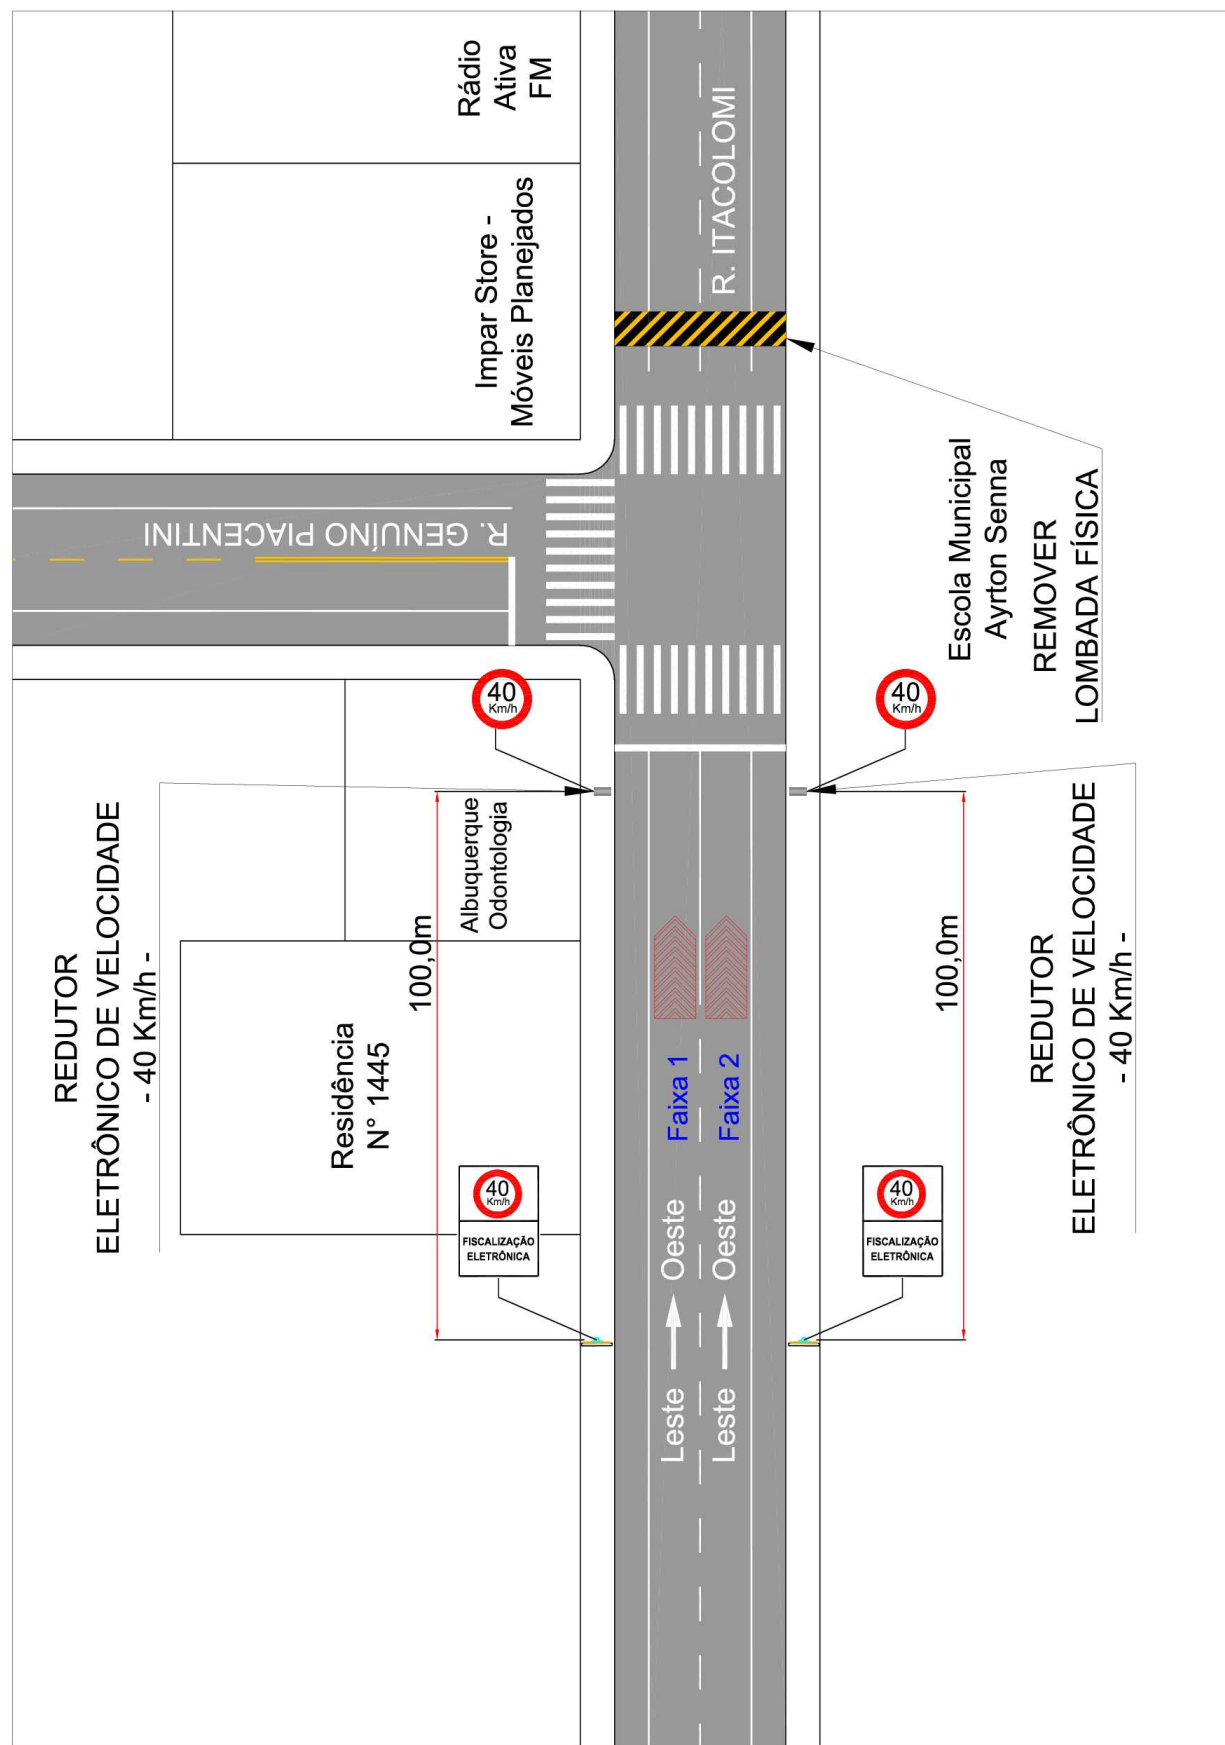 Rádio
Ativa
FM
Impar Store -
Móveis Planejados
R. ITACOLOMI
R. GENUÍNO PIACENTINI
Escola Municipal
Ayrton Senna
REMOVER
LOMBADA FÍSICA
40
Km/h
40
Km/h
REDUTOR
ELETRÔNICO DE VELOCIDADE
- 40 Km/h -
100,0m
Albuquerque
Odontologia
Residência
N° 1445
Faixa 1
Faixa 2
100,0m
REDUTOR
ELETRÔNICO DE VELOCIDADE
- 40 Km/h -
40
Km/h
FISCALIZAÇÃO
ELETRÔNICA
Leste
Oeste
Leste
Oeste
40
Km/h
FISCALIZAÇÃO
ELETRÔNICA